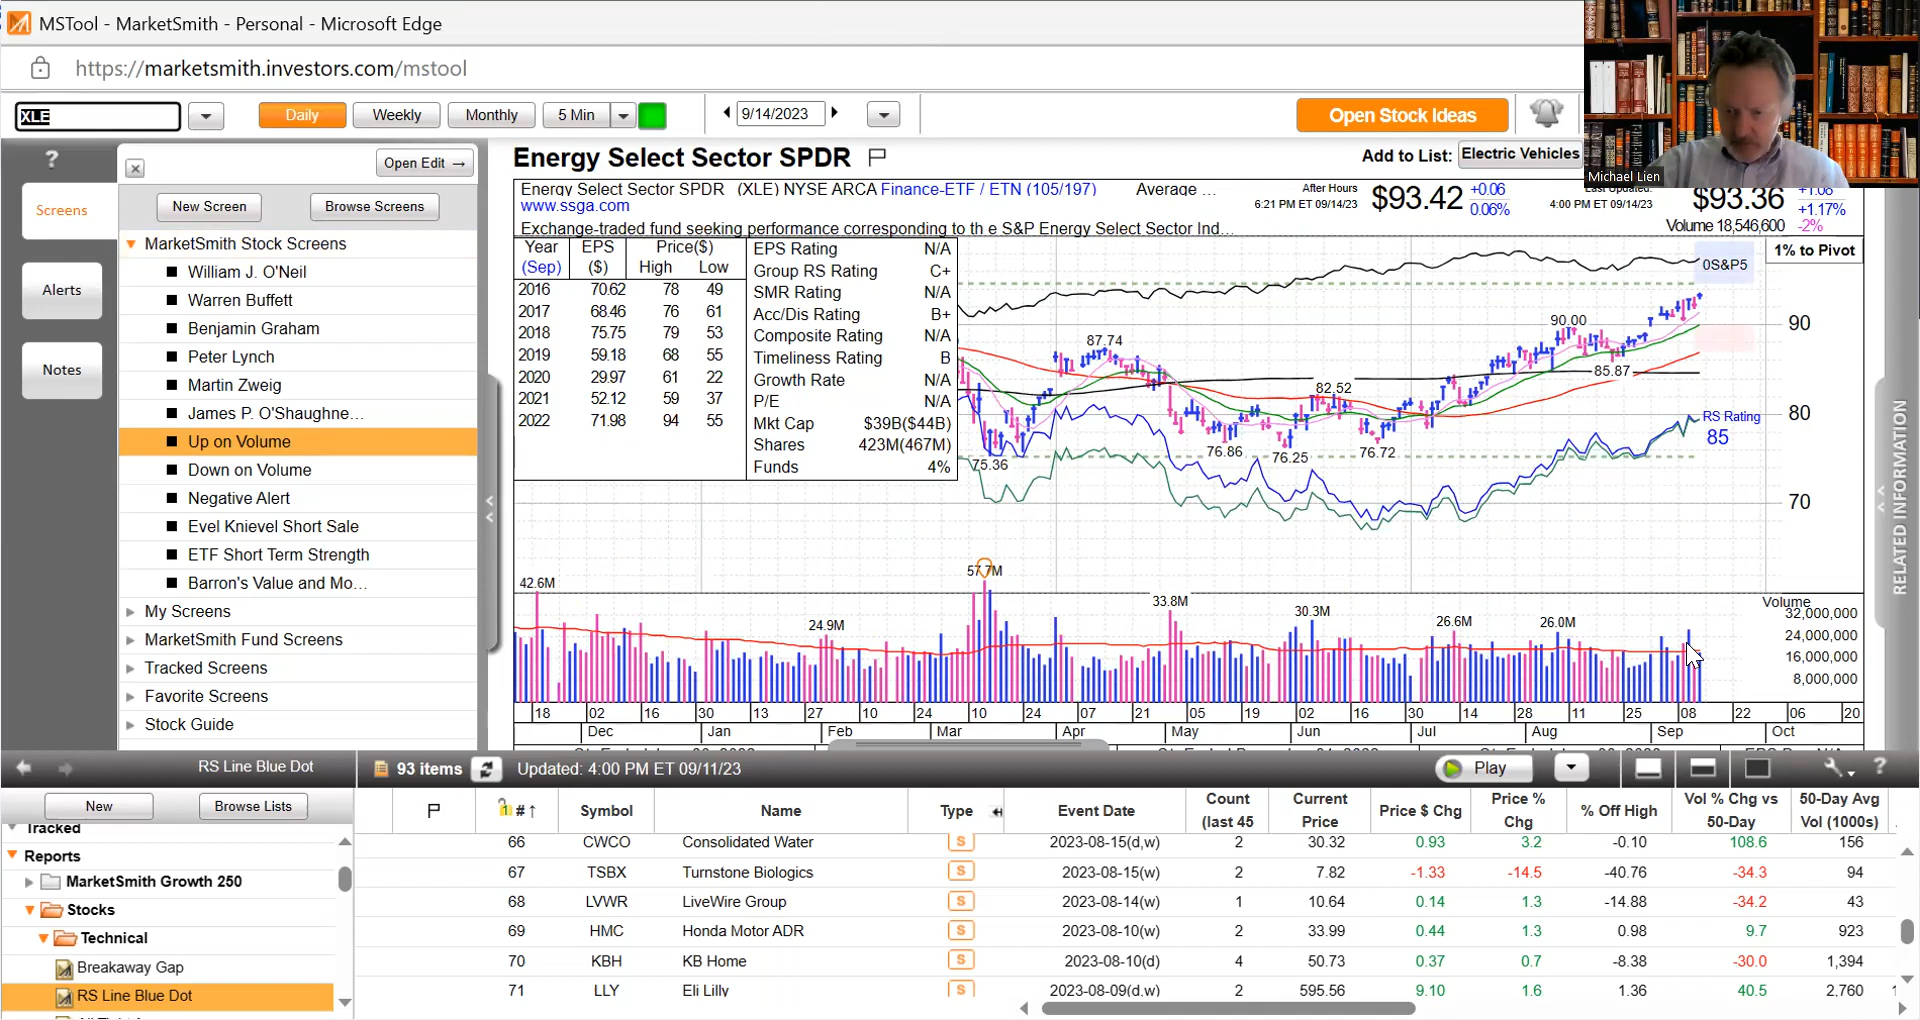 MSTool - MarketSmith - Personal - Microsoft Edge
https://marketsmith.investors.com/mstool
XLE
Daily
Weekly
Monthly
5 Min
9/14/2023
Open Stock Ideas
Michael Lien
?
Screens
Alerts
Notes
Open Edit →
New Screen
Browse Screens
MarketSmith Stock Screens
William J. O'Neil
Warren Buffett
Benjamin Graham
Peter Lynch
Martin Zweig
James P. O'Shaughne…
Up on Volume
Down on Volume
Negative Alert
Evel Knievel Short Sale
ETF Short Term Strength
Barron's Value and Mo…
My Screens
MarketSmith Fund Screens
Tracked Screens
Favorite Screens
Stock Guide
Energy Select Sector SPDR
Add to List: Electric Vehicles
Energy Select Sector SPDR (XLE) NYSE ARCA Finance-ETF / ETN (105/197) Average …
www.ssga.com
Exchange-traded fund seeking performance corresponding to th e S&P Energy Select Sector Ind…
After Hours
6:21 PM ET 09/14/23
$93.42
+0.06
0.06%
4:00 PM ET 09/14/23
$93.36
+1.17%
Volume 18,546,600 -2%
1% to Pivot
Year EPS Price($)
(Sep) ($) High Low
2016 70.62 78 49
2017 68.46 76 61
2018 75.75 79 53
2019 59.18 68 55
2020 29.97 61 22
2021 52.12 59 37
2022 71.98 94 55
EPS Rating N/A
Group RS Rating C+
SMR Rating N/A
Acc/Dis Rating B+
Composite Rating N/A
Timeliness Rating B
Growth Rate N/A
P/E N/A
Mkt Cap $39B($44B)
Shares 423M(467M)
Funds 4%
0S&P5
90
80
70
87.74
90.00
85.87
82.52
75.36
76.86
76.25
76.72
RS Rating
85
RELATED INFORMATION
42.6M
24.9M
57.7M
33.8M
30.3M
26.6M
26.0M
Volume
32,000,000
24,000,000
16,000,000
8,000,000
18 02 16 30 13 27 10 24 10 24 07 21 05 19 02 16 30 14 28 11 25 08 22 06 20
Dec Jan Feb Mar Apr May Jun Jul Aug Sep Oct
RS Line Blue Dot
93 items
Updated: 4:00 PM ET 09/11/23
Play
?
New
Browse Lists
Tracked
Reports
MarketSmith Growth 250
Stocks
Technical
Breakaway Gap
RS Line Blue Dot
# ↑ Symbol Name Type Event Date Count (last 45 Current Price Price $ Chg Price % Chg % Off High Vol % Chg vs 50-Day 50-Day Avg Vol (1000s)
66 CWCO Consolidated Water S 2023-08-15(d,w) 2 30.32 0.93 3.2 -0.10 108.6 156
67 TSBX Turnstone Biologics S 2023-08-15(w) 2 7.82 -1.33 -14.5 -40.76 -34.3 94
68 LVWR LiveWire Group S 2023-08-14(w) 1 10.64 0.14 1.3 -14.88 -34.2 43
69 HMC Honda Motor ADR S 2023-08-10(w) 2 33.99 0.44 1.3 0.98 9.7 923
70 KBH KB Home S 2023-08-10(d) 4 50.73 0.37 0.7 -8.38 -30.0 1,394
71 LLY Eli Lilly S 2023-08-09(d,w) 2 595.56 9.10 1.6 1.36 40.5 2,760